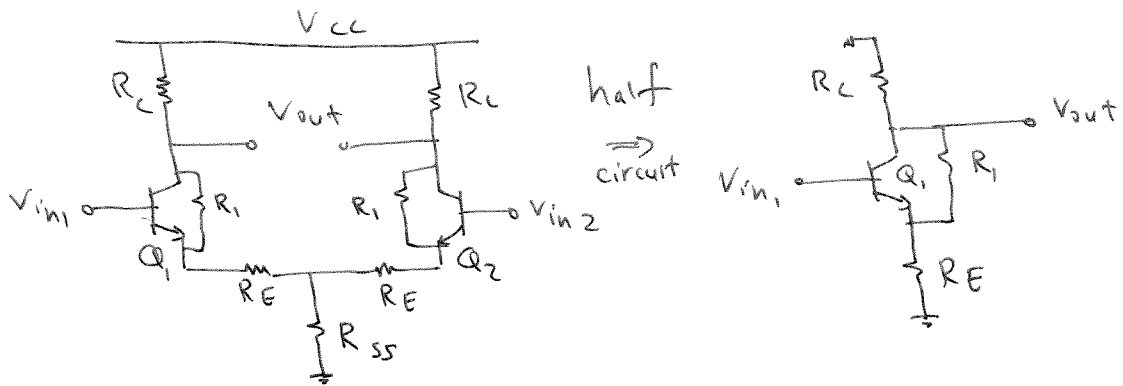 Vcc
Rc
Rc
Vout
Vin1
R1
R1
Vin2
Q1
Q2
RE
RE
Rss
half
⇒
circuit
Rc
Vout
Vin1
Q1
R1
RE